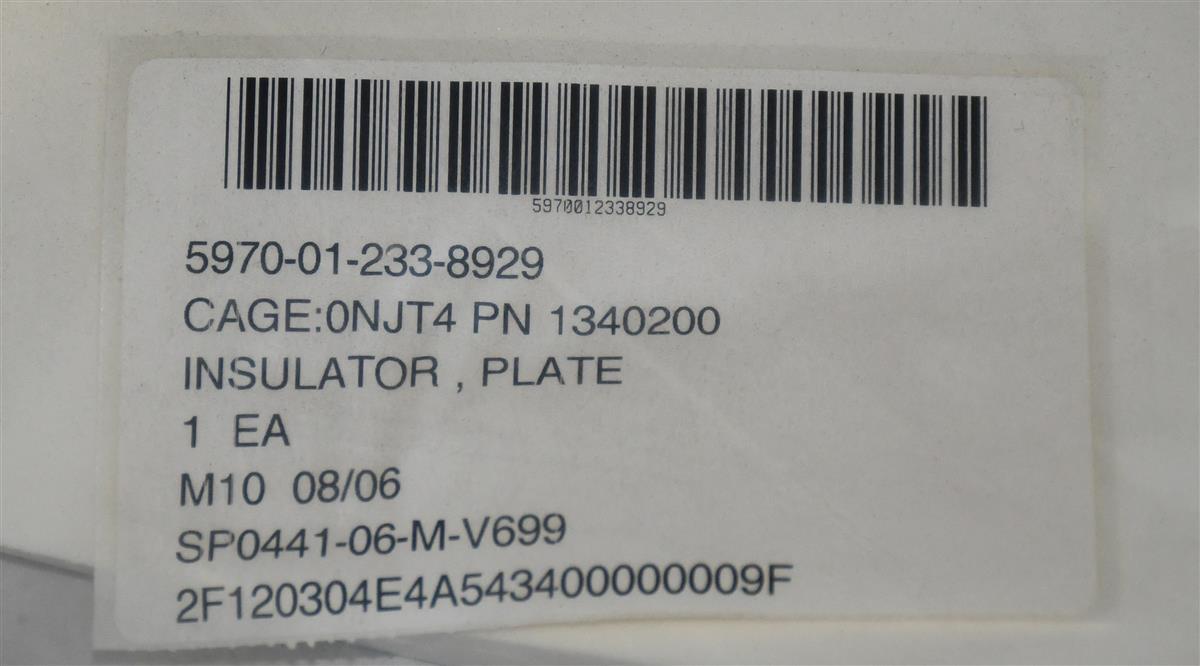 5970012338929
5970-01-233-8929
CAGE:0NJT4 PN 1340200
INSULATOR , PLATE
1 EA
M10 08/06
SP0441-06-M-V699
2F120304E4A543400000009F